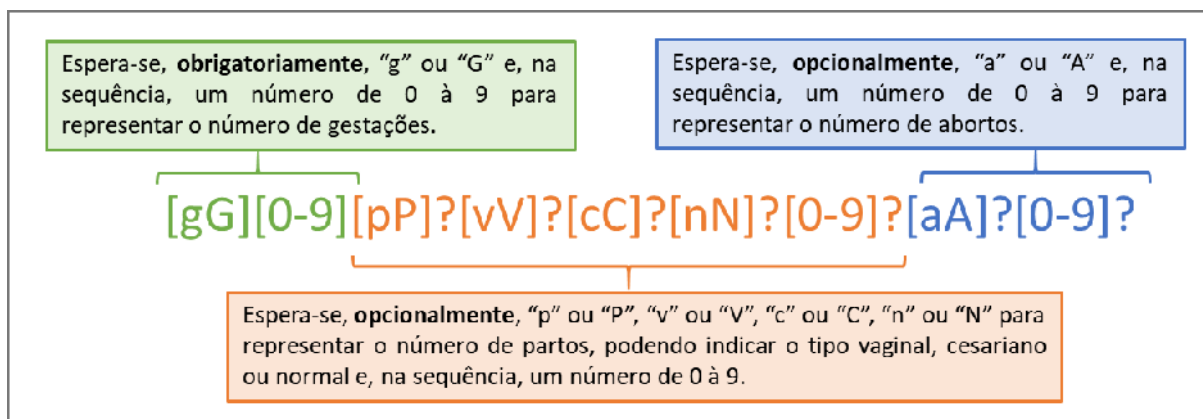 Espera-se, obrigatoriamente, “g” ou “G” e, na
sequência, um número de 0 à 9 para
representar o número de gestações.
Espera-se, opcionalmente, “a” ou “A” e, na
sequência, um número de 0 à 9 para
representar o número de abortos.
[gG][0-9][pP]?[vV]?[cC]?[nN]?[0-9]?[aA]?[0-9]?
Espera-se, opcionalmente, “p” ou “P”, “v” ou “V”, “c” ou “C”, “n” ou “N” para
representar o número de partos, podendo indicar o tipo vaginal, cesariano
ou normal e, na sequência, um número de 0 à 9.